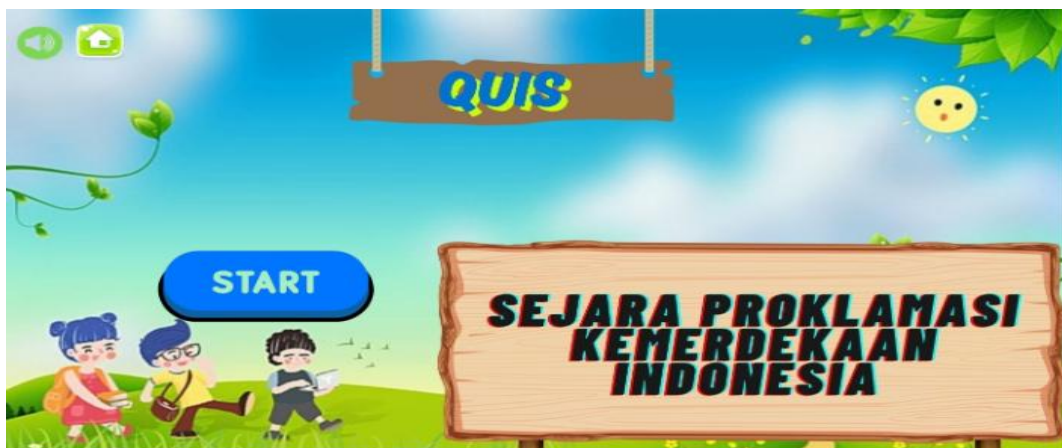 QUIS
START
SEJARA PROKLAMASI
KEMERDEKAAN
INDONESIA